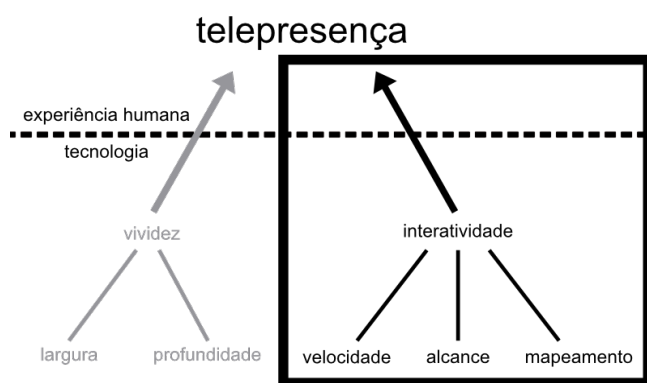 telepresença
experiência humana
tecnologia
vividez
interatividade
largura
profundidade
velocidade
alcance
mapeamento